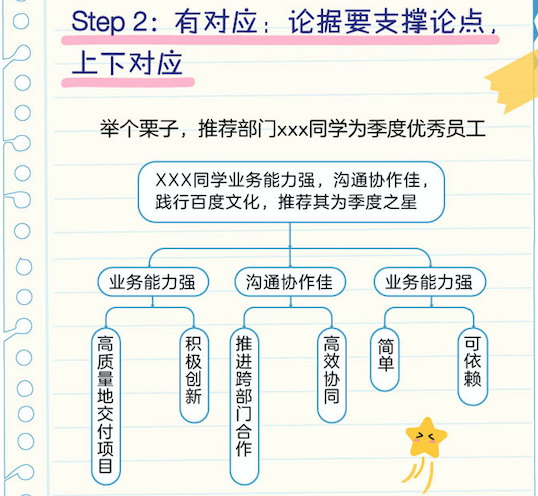 Step 2：有对应：论据要支撑论点，
上下对应
举个栗子，推荐部门xxx同学为季度优秀员工
XXX同学业务能力强，沟通协作佳，
践行百度文化，推荐其为季度之星
业务能力强
沟通协作佳
业务能力强
高质量地交付项目
积极创新
推进跨部门合作
高效协同
简单
可依赖